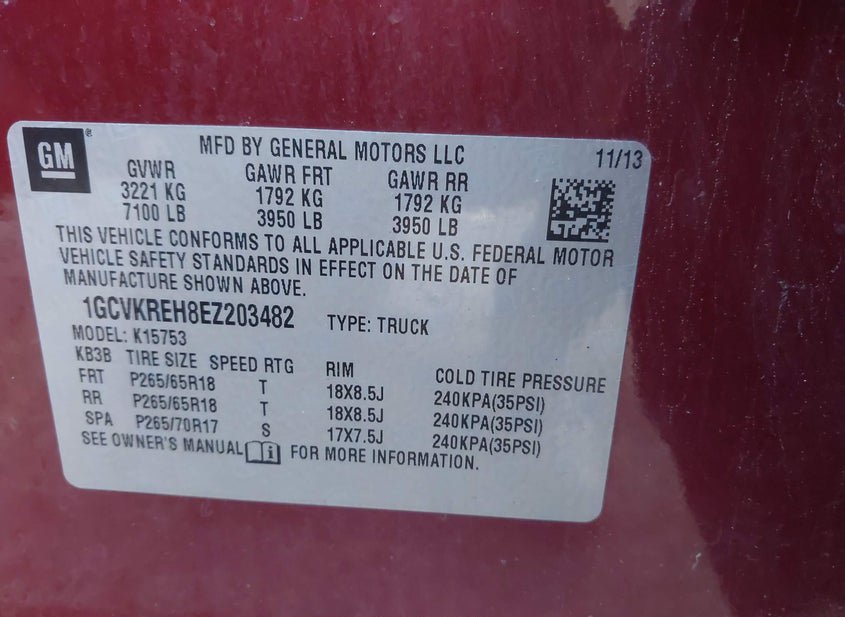 GM ®
MFD BY GENERAL MOTORS LLC 11/13
GVWR GAWR FRT GAWR RR
3221 KG 1792 KG 1792 KG
7100 LB 3950 LB 3950 LB
THIS VEHICLE CONFORMS TO ALL APPLICABLE U.S. FEDERAL MOTOR
VEHICLE SAFETY STANDARDS IN EFFECT ON THE DATE OF
MANUFACTURE SHOWN ABOVE.
1GCVKREH8EZ203482 TYPE: TRUCK
MODEL: K15753
KB3B TIRE SIZE SPEED RTG RIM COLD TIRE PRESSURE
FRT P265/65R18 T 18X8.5J 240KPA(35PSI)
RR P265/65R18 T 18X8.5J 240KPA(35PSI)
SPA P265/70R17 S 17X7.5J 240KPA(35PSI)
SEE OWNER'S MANUAL i FOR MORE INFORMATION.